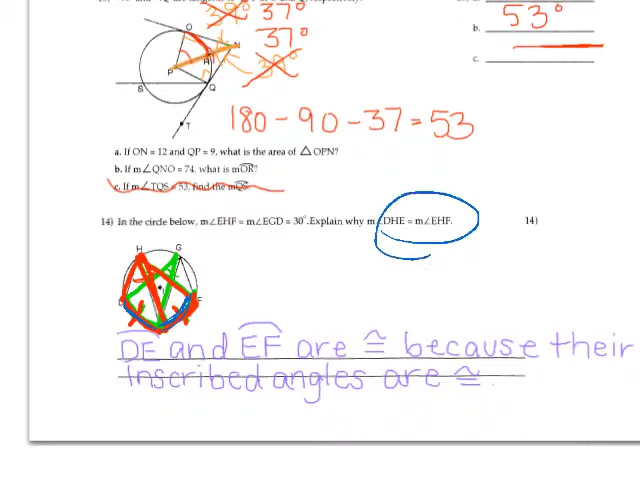 39° 37°
53°
37°
b.
39°
c.
O
N
H
P
S
Q
T
180 - 90 - 37 = 53
a. If ON = 12 and QP = 9, what is the area of △OPN?
b. If m∠QNO = 74, what is mOR?
c. If m∠TQS = 53, find the mQS.
14) In the circle below, m∠EHF = m∠EGD = 30°. Explain why m∠DHE = m∠EHF. 14)
H G
F
DE and EF are ≅ because their
inscribed angles are ≅.